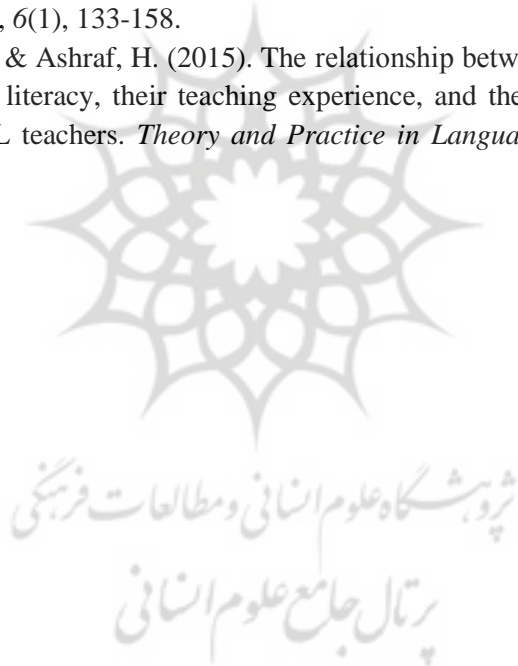 , 6(1), 133-158.
& Ashraf, H. (2015). The relationship betw
literacy, their teaching experience, and the
L teachers. Theory and Practice in Langua
پژوهشگاه علوم انسانی و مطالعات فرهنگی
پرتال جامع علوم انسانی